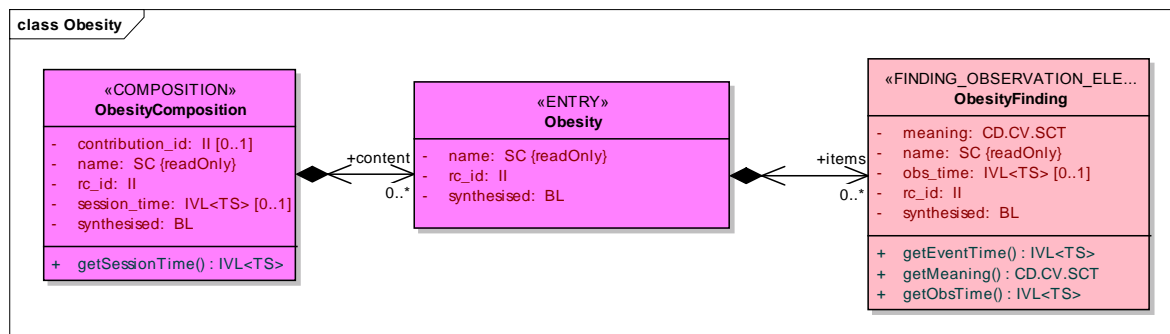 class Obesity
«COMPOSITION»
ObesityComposition
- contribution_id: II [0..1]
- name: SC {readOnly}
- rc_id: II
- session_time: IVL<TS> [0..1]
- synthesised: BL
+ getSessionTime() : IVL<TS>
+content
0..*
«ENTRY»
Obesity
- name: SC {readOnly}
- rc_id: II
- synthesised: BL
+items
0..*
«FINDING_OBSERVATION_ELE...
ObesityFinding
- meaning: CD.CV.SCT
- name: SC {readOnly}
- obs_time: IVL<TS> [0..1]
- rc_id: II
- synthesised: BL
+ getEventTime() : IVL<TS>
+ getMeaning() : CD.CV.SCT
+ getObsTime() : IVL<TS>